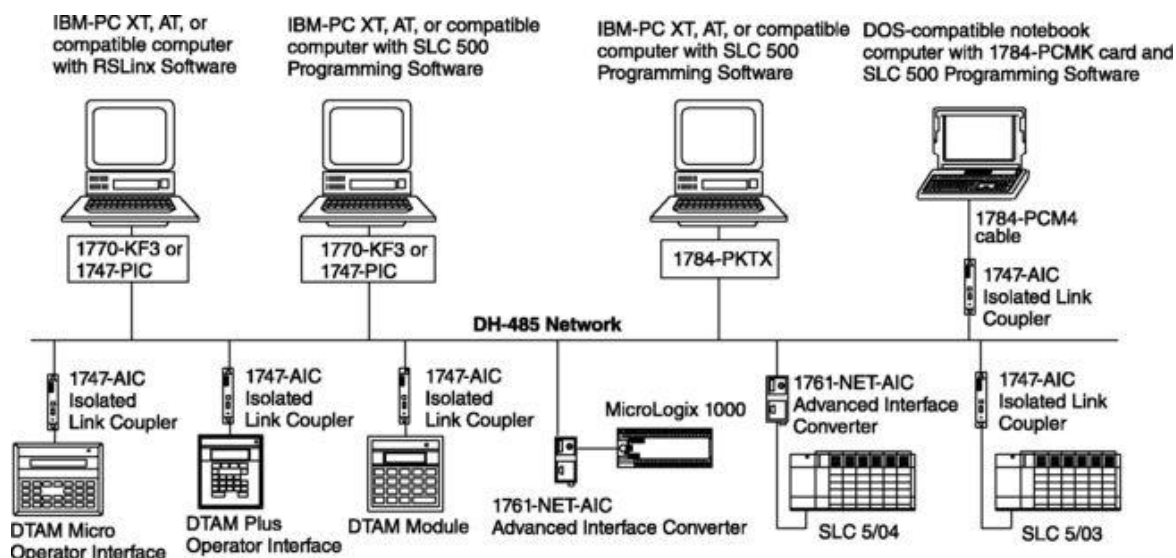 IBM-PC XT, AT, or
compatible computer
with RSLinx Software
IBM-PC XT, AT, or compatible
computer with SLC 500
Programming Software
IBM-PC XT, AT, or compatible
computer with SLC 500
Programming Software
DOS-compatible notebook
computer with 1784-PCMK card and
SLC 500 Programming Software
1770-KF3 or
1747-PIC
1770-KF3 or
1747-PIC
1784-PKTX
1784-PCM4
cable
1747-AIC
Isolated Link
Coupler
DH-485 Network
1747-AIC
Isolated
Link Coupler
1747-AIC
Isolated
Link Coupler
1747-AIC
Isolated
Link Coupler
MicroLogix 1000
1761-NET-AIC
Advanced Interface
Converter
1747-AIC
Isolated Link
Coupler
DTAM Micro
Operator Interface
DTAM Plus
Operator Interface
DTAM Module
1761-NET-AIC
Advanced Interface Converter
SLC 5/04
SLC 5/03